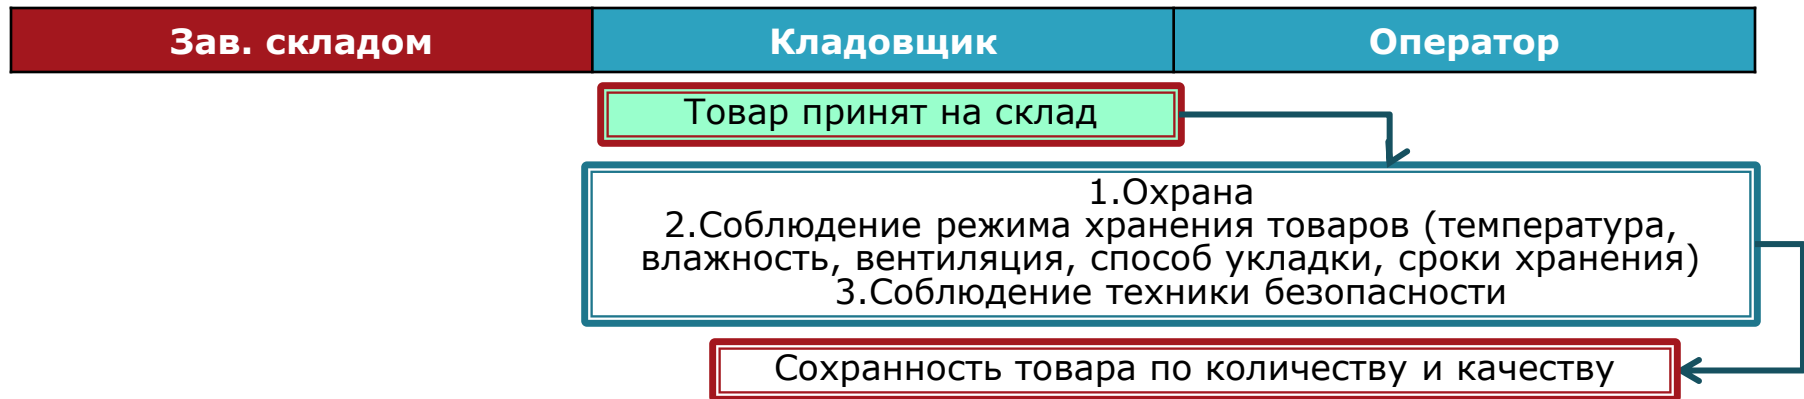 Зав. складом
Кладовщик
Оператор
Товар принят на склад
1.Охрана
2.Соблюдение режима хранения товаров (температура,
влажность, вентиляция, способ укладки, сроки хранения)
3.Соблюдение техники безопасности
Сохранность товара по количеству и качеству